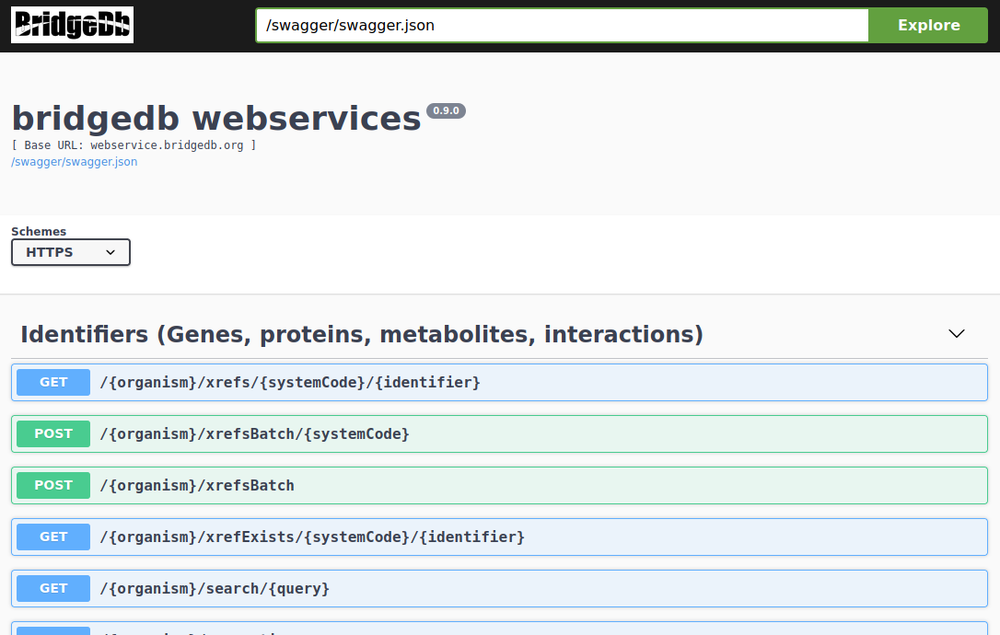 BridgeDb
/swagger/swagger.json
Explore
bridgedb webservices 0.9.0
[ Base URL: webservice.bridgedb.org ]
/swagger/swagger.json
Schemes
HTTPS
Identifiers (Genes, proteins, metabolites, interactions)
GET /{organism}/xrefs/{systemCode}/{identifier}
POST /{organism}/xrefsBatch/{systemCode}
POST /{organism}/xrefsBatch
GET /{organism}/xrefExists/{systemCode}/{identifier}
GET /{organism}/search/{query}